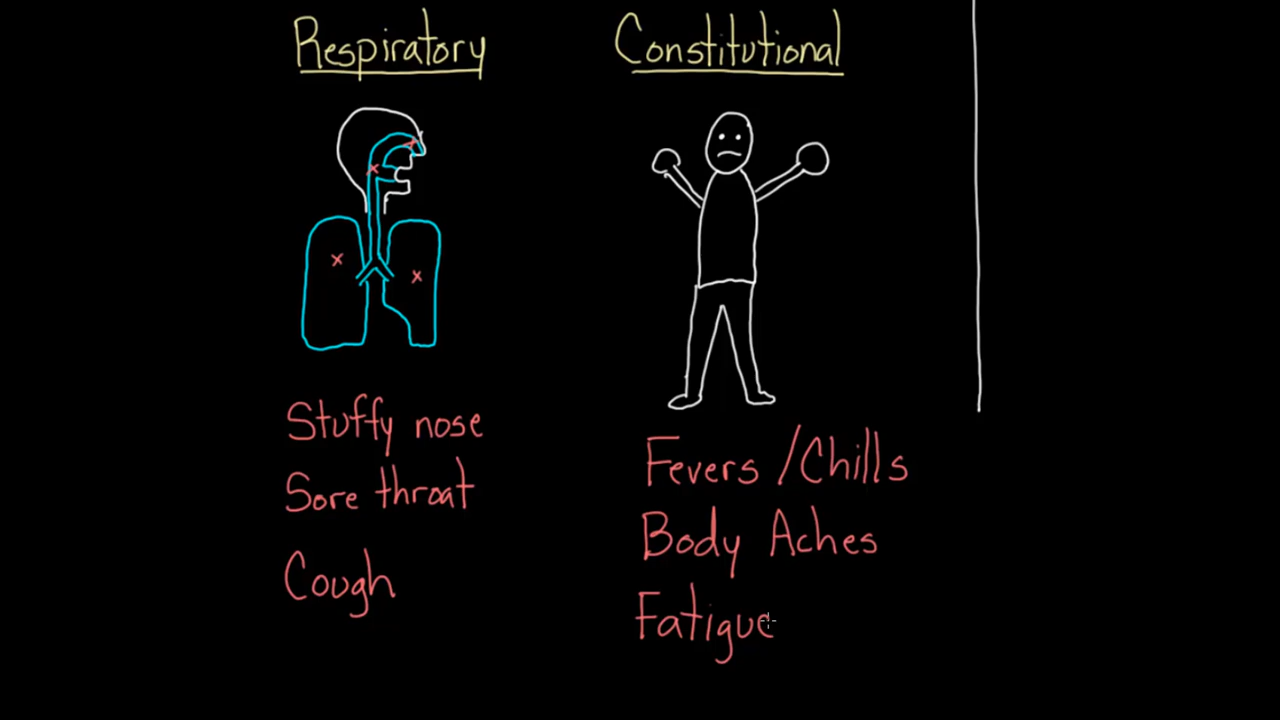 Respiratory
Constitutional
Stuffy nose
Sore throat
Cough
Fevers / Chills
Body Aches
Fatigue